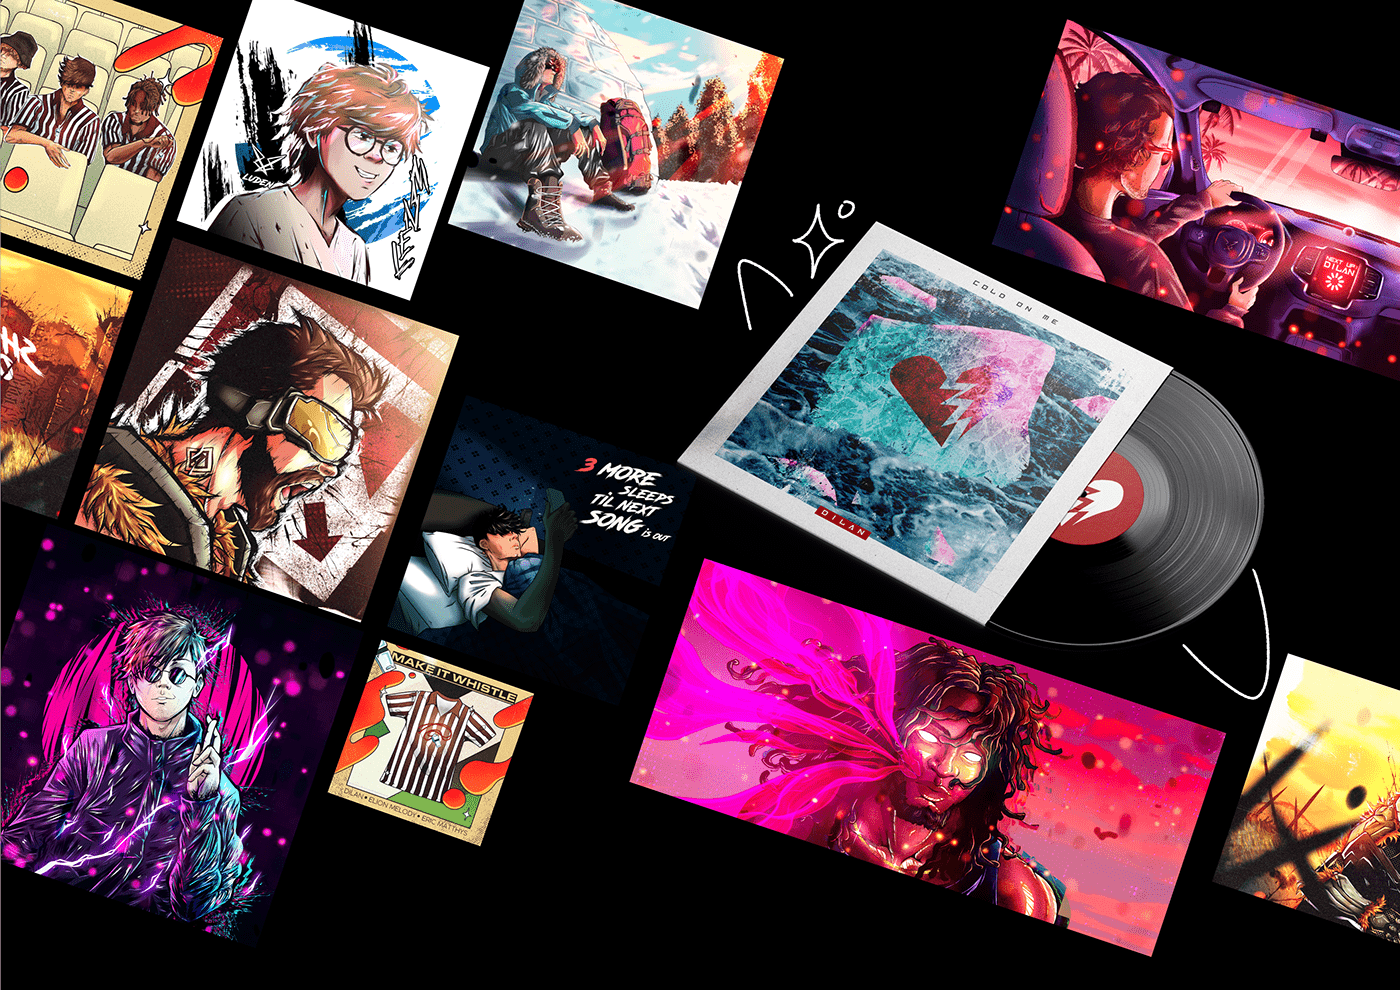 LUDENS
COLD ON ME
NEXT UP
DILAN
3 MORE
SLEEPS
TIL NEXT
SONG IS OUT
DILAN
MAKE IT WHISTLE
DILAN • ELION MELODY • ERIC MATTHYS